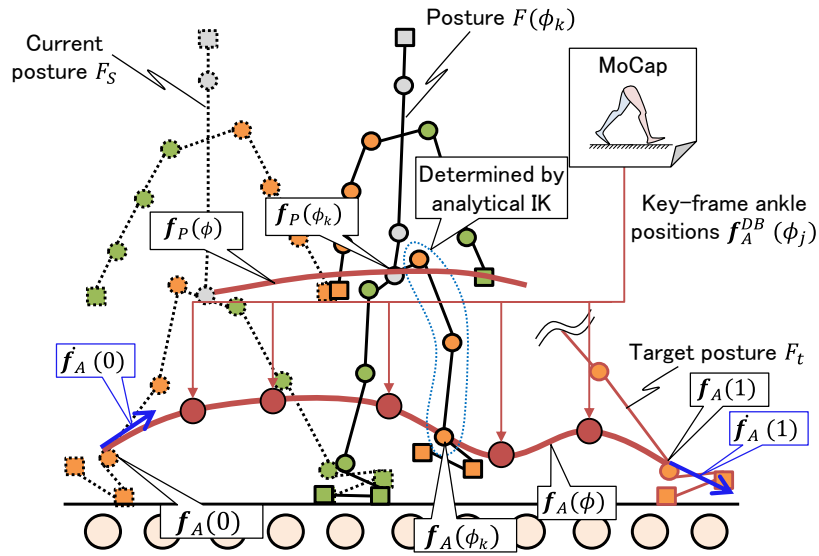 Current
posture F_S
Posture F(ϕ_k)
MoCap
Determined by
analytical IK
f_P(ϕ_k)
f_P(ϕ)
Key-frame ankle
positions f_A^{DB} (ϕ_j)
ḟ_A(0)
Target posture F_t
f_A(1)
ḟ_A(1)
f_A(0)
f_A(ϕ)
f_A(ϕ_k)